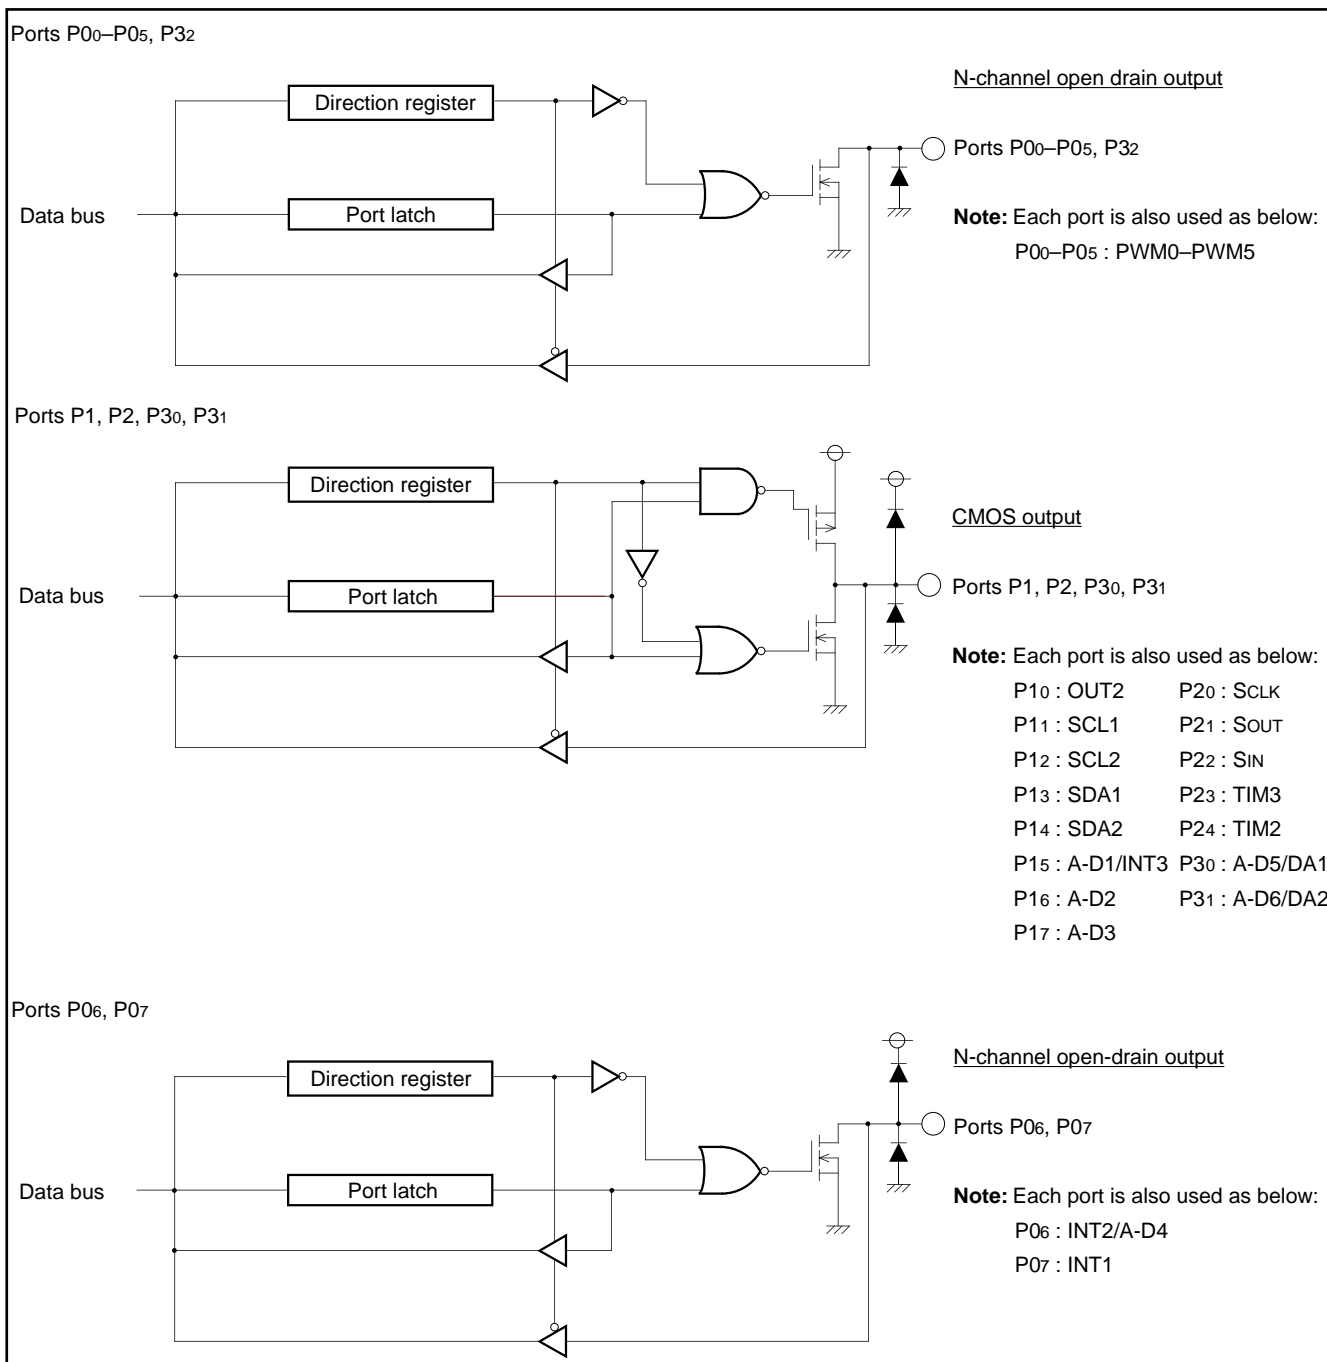 Ports P00–P05, P32
Direction register
N-channel open drain output
Ports P00–P05, P32
Data bus
Port latch
Note: Each port is also used as below:
P00–P05 : PWM0–PWM5
Ports P1, P2, P30, P31
Direction register
CMOS output
Data bus
Port latch
Ports P1, P2, P30, P31
Note: Each port is also used as below:
P10 : OUT2 P20 : SCLK
P11 : SCL1 P21 : SOUT
P12 : SCL2 P22 : SIN
P13 : SDA1 P23 : TIM3
P14 : SDA2 P24 : TIM2
P15 : A-D1/INT3 P30 : A-D5/DA1
P16 : A-D2 P31 : A-D6/DA2
P17 : A-D3
Ports P06, P07
Direction register
N-channel open-drain output
Ports P06, P07
Data bus
Port latch
Note: Each port is also used as below:
P06 : INT2/A-D4
P07 : INT1